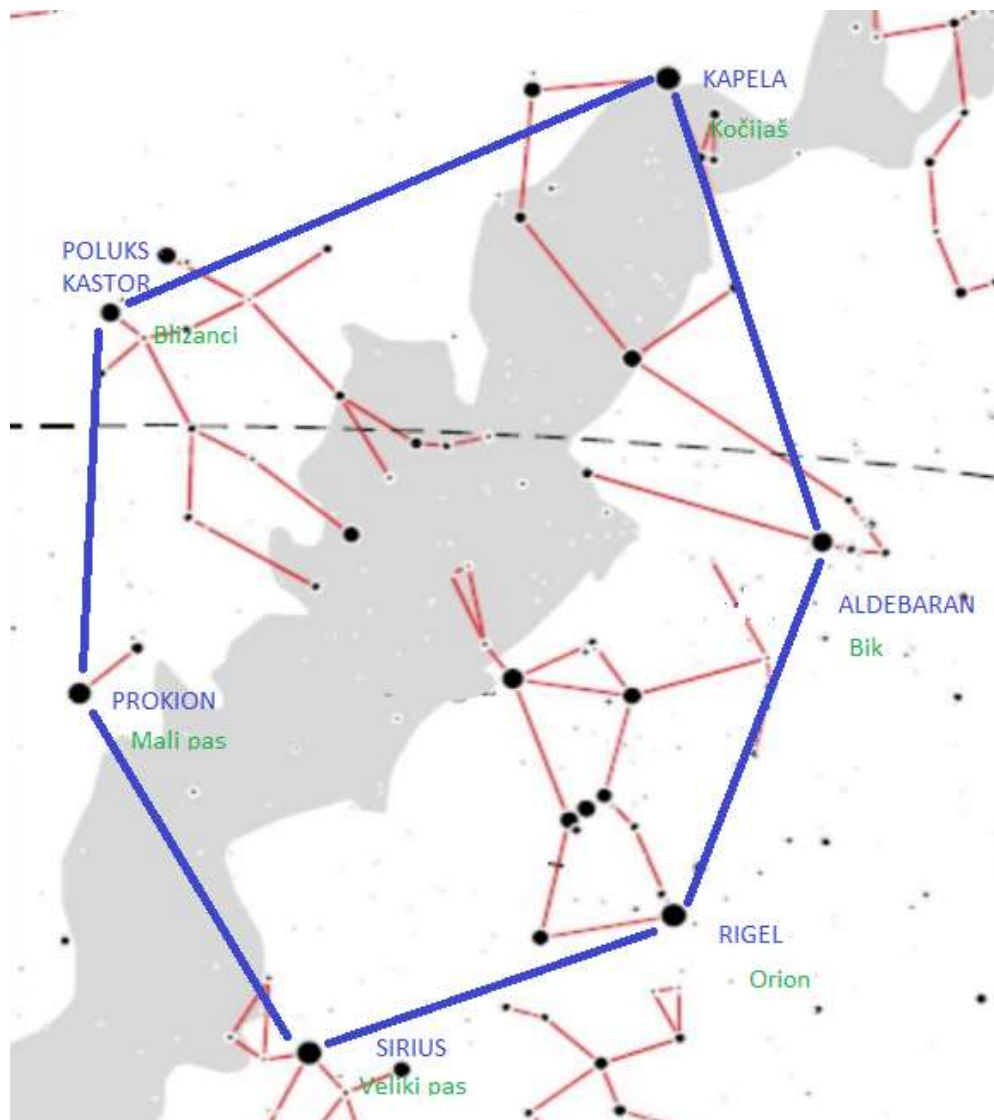 KAPELA
Kočijaš
POLUKS
KASTOR
Blizanci
ALDEBARAN
Bik
PROKION
Mali pas
RIGEL
Orion
SIRIUS
Veliki pas